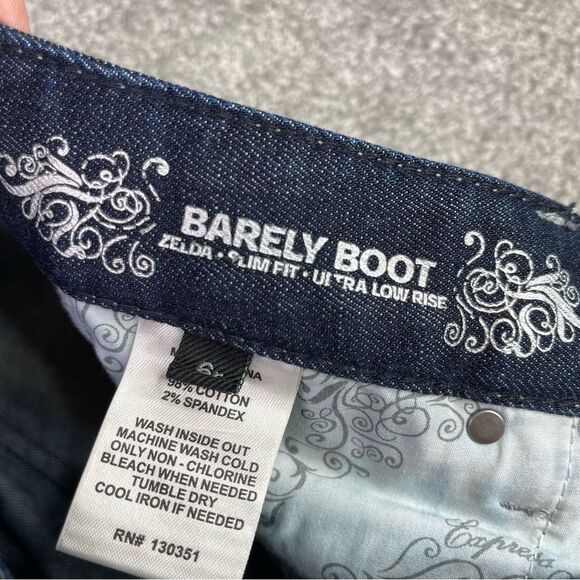 BARELY BOOT
ZELDA • SLIM FIT • ULTRA LOW RISE
98% COTTON
2% SPANDEX
WASH INSIDE OUT
MACHINE WASH COLD
ONLY NON - CHLORINE
BLEACH WHEN NEEDED
TUMBLE DRY
COOL IRON IF NEEDED
RN# 130351
Express